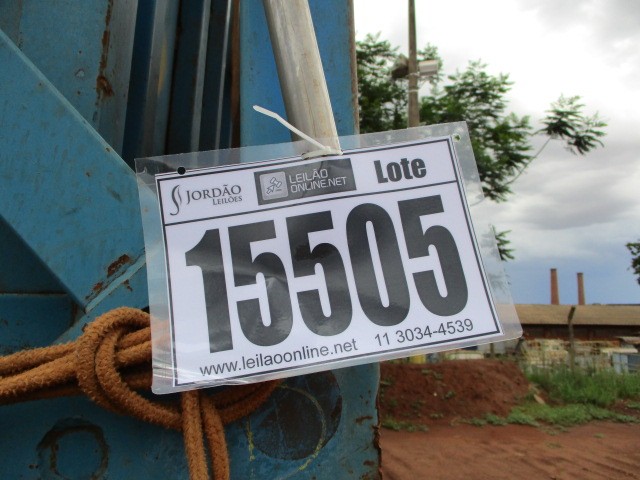 JORDÃO
LEILÕES
LEILÃO
ONLINE.NET
Lote
15505
www.leilaoonline.net 11 3034-4539